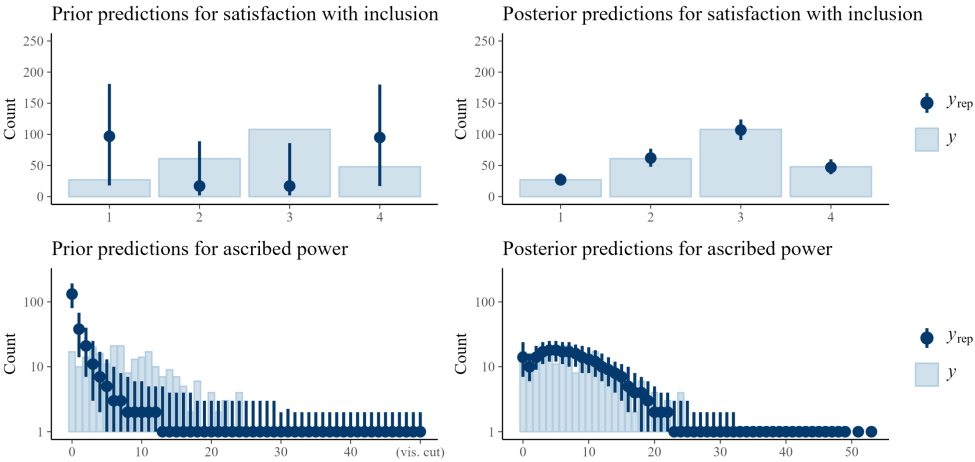 Prior predictions for satisfaction with inclusion
Posterior predictions for satisfaction with inclusion
Count
250
200
150
100
50
0
1 2 3 4
Count
250
200
150
100
50
0
1 2 3 4
yrep
y
Prior predictions for ascribed power
Posterior predictions for ascribed power
Count
100
10
1
0 10 20 30 40 (vis. cut)
Count
100
10
1
0 10 20 30 40 50
yrep
y